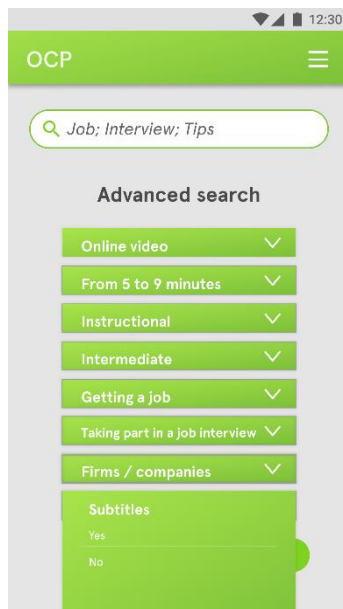 12:30
OCP
Job; Interview; Tips
Advanced search
Online video
From 5 to 9 minutes
Instructional
Intermediate
Getting a job
Taking part in a job interview
Firms / companies
Subtitles
Yes
No